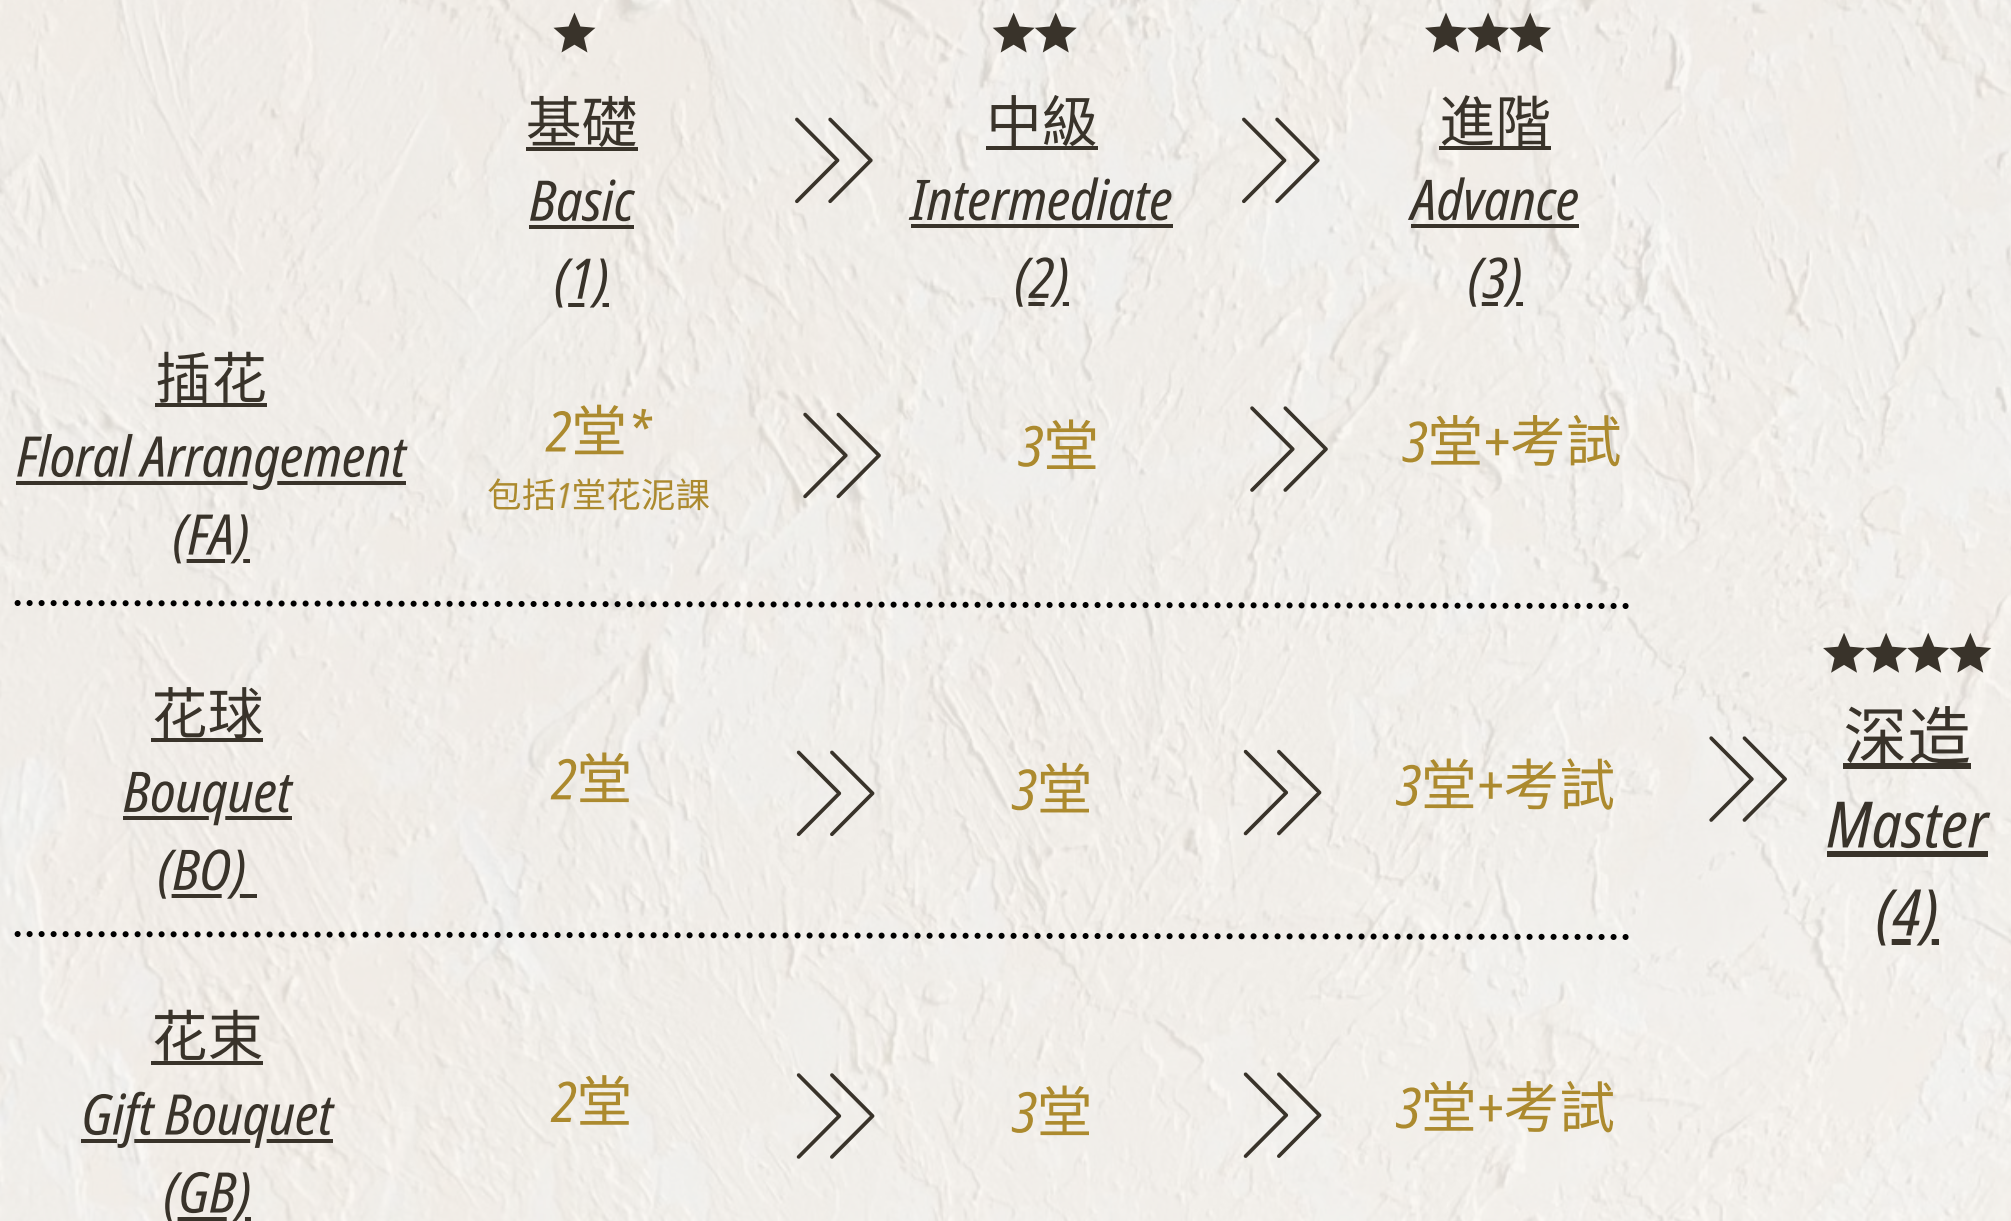 基礎
Basic
(1)
中級
Intermediate
(2)
進階
Advance
(3)
插花
Floral Arrangement
(FA)
2堂*
包括1堂花泥課
3堂
3堂+考試
花球
Bouquet
(BO)
2堂
3堂
3堂+考試
深造
Master
(4)
花束
Gift Bouquet
(GB)
2堂
3堂
3堂+考試